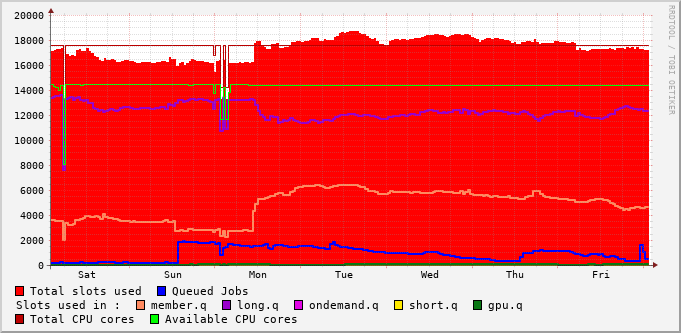 RRDTOOL / TOBI OETIKER
20000
18000
16000
14000
12000
10000
8000
6000
4000
2000
0
Sat Sun Mon Tue Wed Thu Fri
Total slots used Queued Jobs
Slots used in : member.q long.q ondemand.q short.q gpu.q
Total CPU cores Available CPU cores